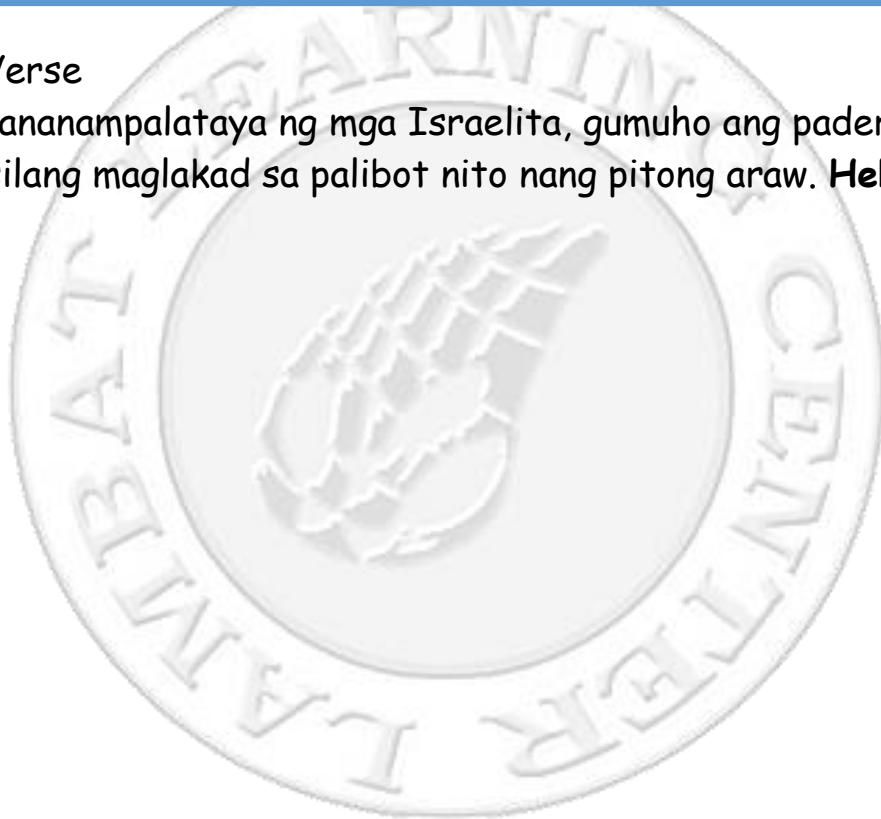 Verse
ananampalataya ng mga Israelita, gumuho ang pader
ilang maglakad sa palibot nito nang pitong araw. Hel
LAMBAT LEARNING CENTER